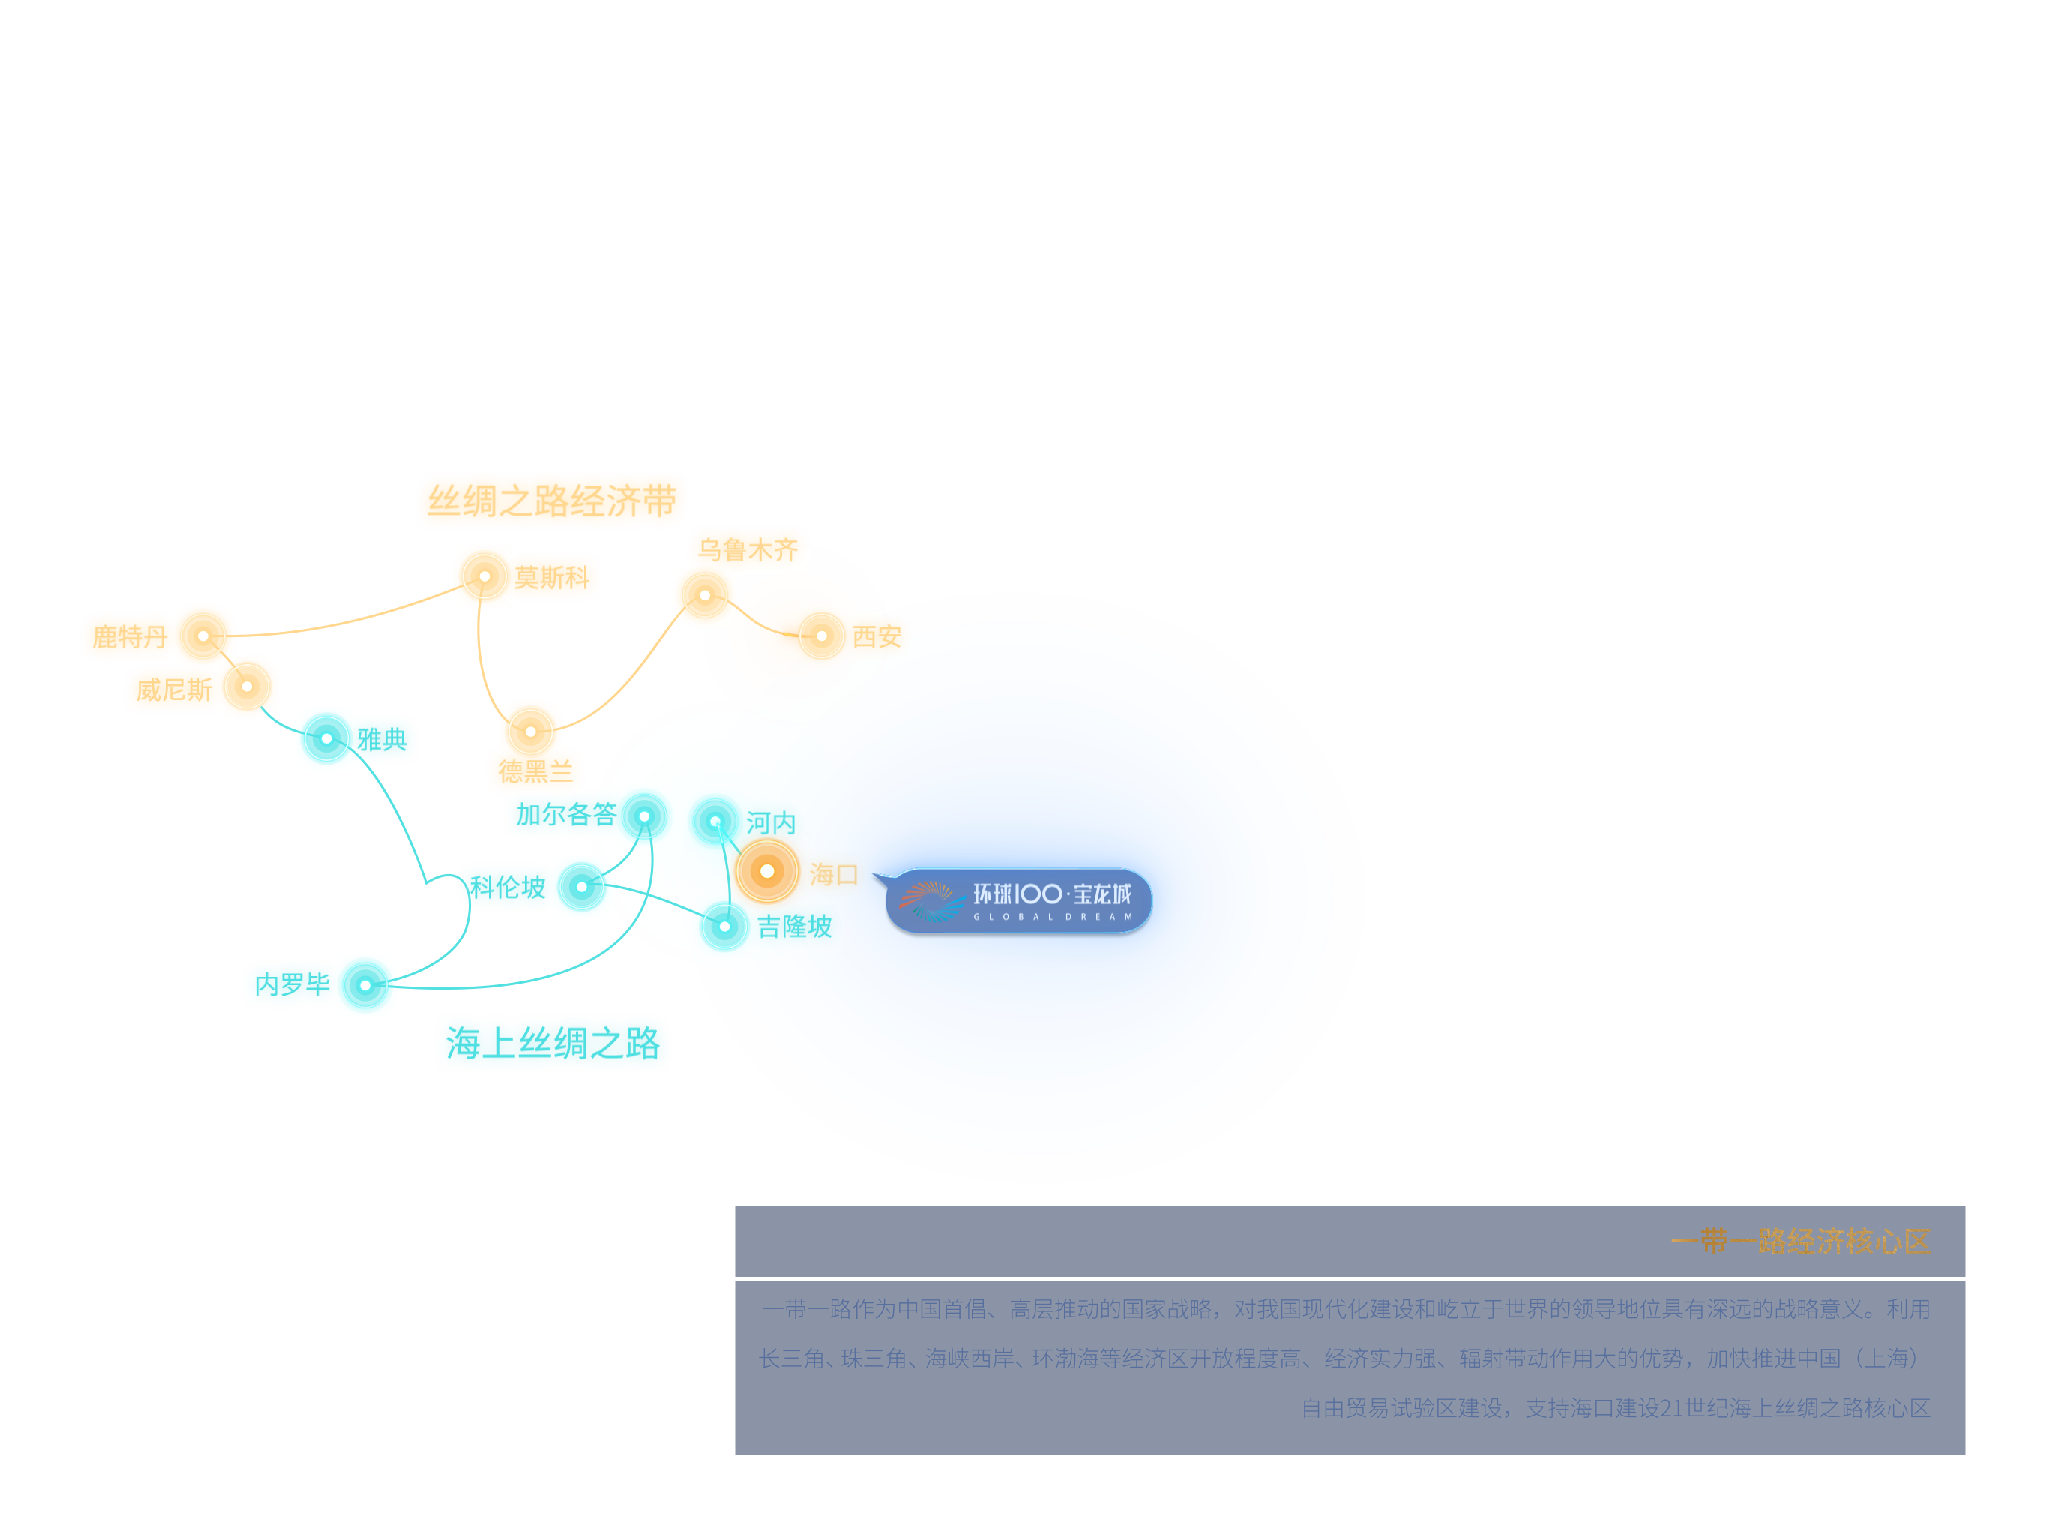 丝绸之路经济带
乌鲁木齐
莫斯科
鹿特丹
西安
威尼斯
雅典
德黑兰
加尔各答
河内
海口
科伦坡
环球100·宝龙城
GLOBAL DREAM
吉隆坡
内罗毕
海上丝绸之路
一带一路经济核心区
一带一路作为中国首倡、高层推动的国家战略，对我国现代化建设和屹立于世界的领导地位具有深远的战略意义。利用
长三角、珠三角、海峡西岸、环渤海等经济区开放程度高、经济实力强、辐射带动作用大的优势，加快推进中国（上海）
自由贸易试验区建设，支持海口建设21世纪海上丝绸之路核心区